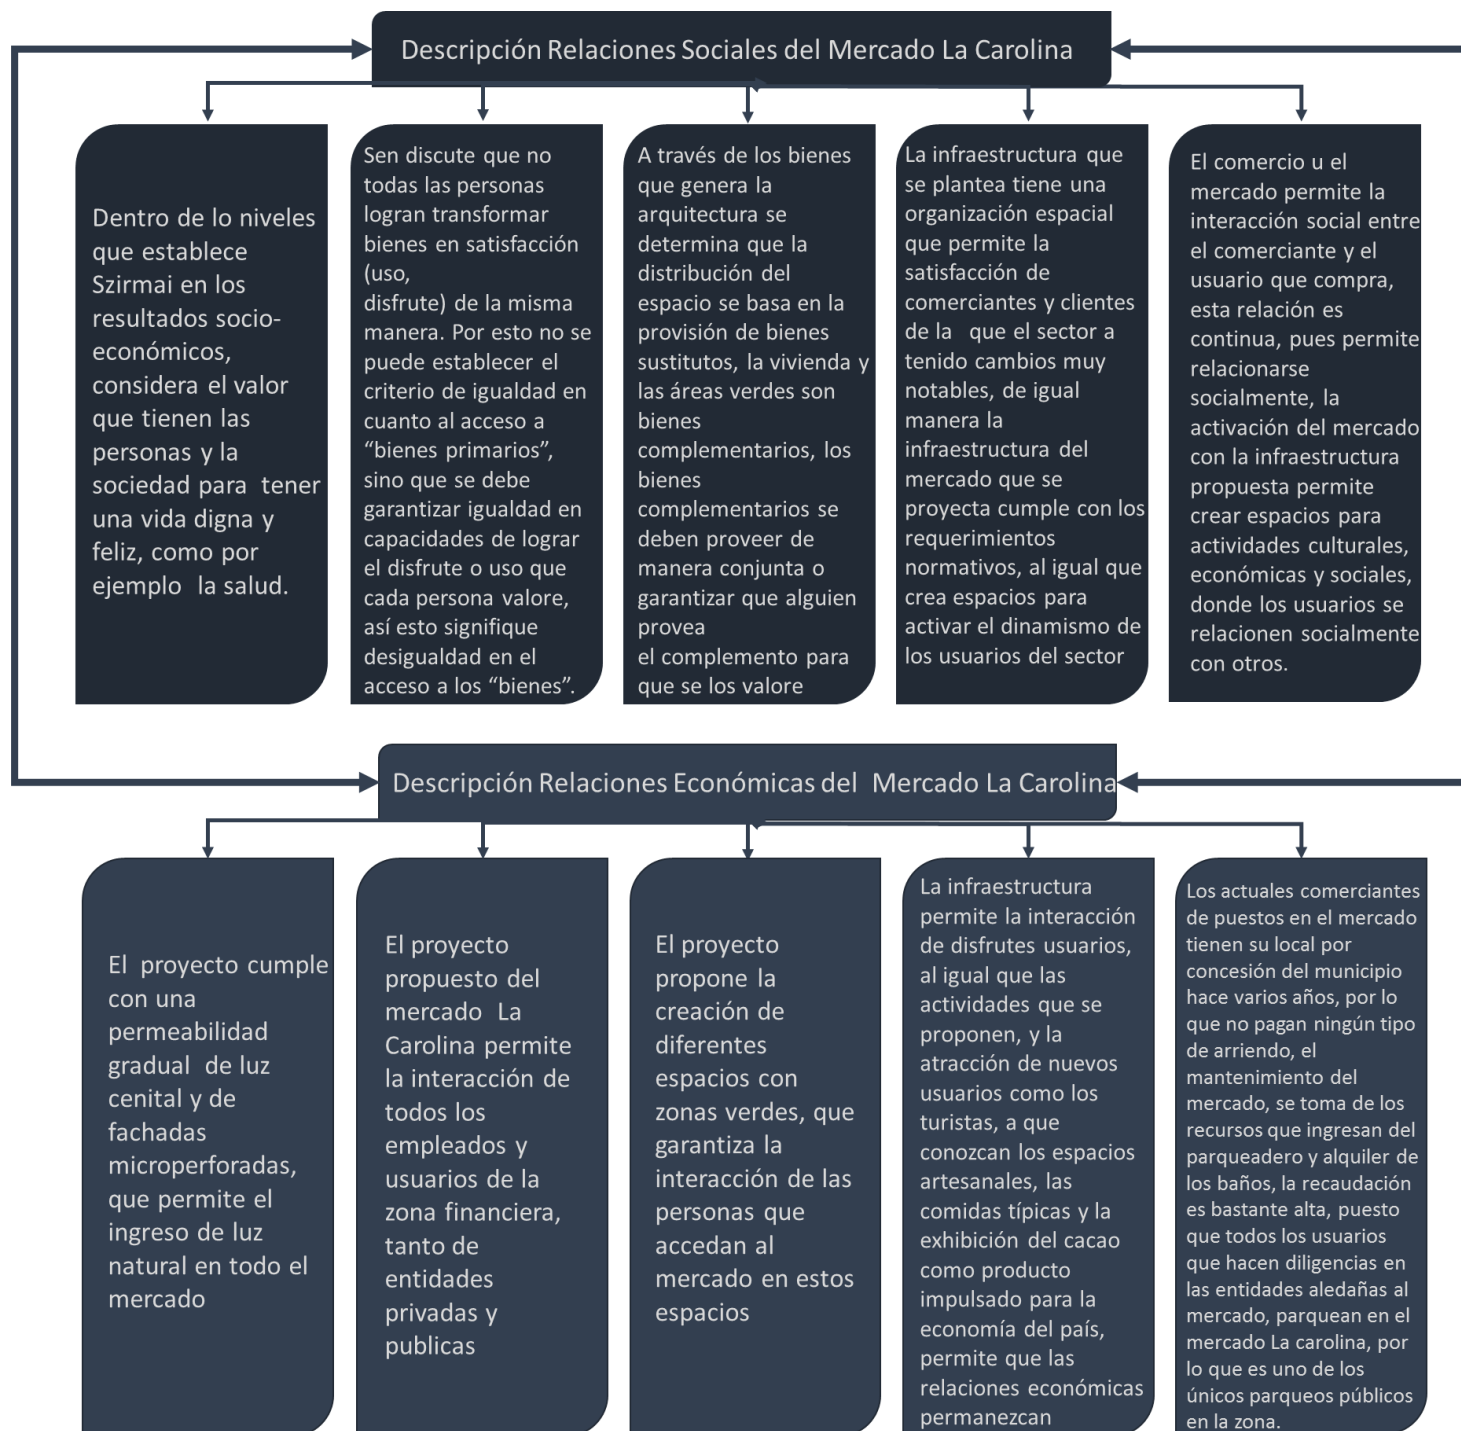 Descripción Relaciones Sociales del Mercado La Carolina
Dentro de lo niveles
que establece
Szirmai en los
resultados socio-
económicos,
considera el valor
que tienen las
personas y la
sociedad para tener
una vida digna y
feliz, como por
ejemplo la salud.
Sen discute que no
todas las personas
logran transformar
bienes en satisfacción
(uso,
disfrute) de la misma
manera. Por esto no se
puede establecer el
criterio de igualdad en
cuanto al acceso a
“bienes primarios”,
sino que se debe
garantizar igualdad en
capacidades de lograr
el disfrute o uso que
cada persona valore,
así esto signifique
desigualdad en el
acceso a los “bienes”.
A través de los bienes
que genera la
arquitectura se
determina que la
distribución del
espacio se basa en la
provisión de bienes
sustitutos, la vivienda y
las áreas verdes son
bienes
complementarios, los
bienes
complementarios se
deben proveer de
manera conjunta o
garantizar que alguien
provea
el complemento para
que se los valore
La infraestructura que
se plantea tiene una
organización espacial
que permite la
satisfacción de
comerciantes y clientes
de la que el sector a
tenido cambios muy
notables, de igual
manera la
infraestructura del
mercado que se
proyecta cumple con los
requerimientos
normativos, al igual que
crea espacios para
activar el dinamismo de
los usuarios del sector
El comercio u el
mercado permite la
interacción social entre
el comerciante y el
usuario que compra,
esta relación es
continua, pues permite
relacionarse
socialmente, la
activación del mercado
con la infraestructura
propuesta permite
crear espacios para
actividades culturales,
económicas y sociales,
donde los usuarios se
relacionen socialmente
con otros.
Descripción Relaciones Económicas del Mercado La Carolina
El proyecto cumple
con una
permeabilidad
gradual de luz
cenital y de
fachadas
microperforadas,
que permite el
ingreso de luz
natural en todo el
mercado
El proyecto
propuesto del
mercado La
Carolina permite
la interacción de
todos los
empleados y
usuarios de la
zona financiera,
tanto de
entidades
privadas y
publicas
El proyecto
propone la
creación de
diferentes
espacios con
zonas verdes, que
garantiza la
interacción de las
personas que
accedan al
mercado en estos
espacios
La infraestructura
permite la interacción
de disfrutes usuarios,
al igual que las
actividades que se
proponen, y la
atracción de nuevos
usuarios como los
turistas, a que
conozcan los espacios
artesanales, las
comidas típicas y la
exhibición del cacao
como producto
impulsado para la
economía del país,
permite que las
relaciones económicas
permanezcan
Los actuales comerciantes
de puestos en el mercado
tienen su local por
concesión del municipio
hace varios años, por lo
que no pagan ningún tipo
de arriendo, el
mantenimiento del
mercado, se toma de los
recursos que ingresan del
parqueadero y alquiler de
los baños, la recaudación
es bastante alta, puesto
que todos los usuarios
que hacen diligencias en
las entidades aledañas al
mercado, parquean en el
mercado La carolina, por
lo que es uno de los
únicos parqueos públicos
en la zona.